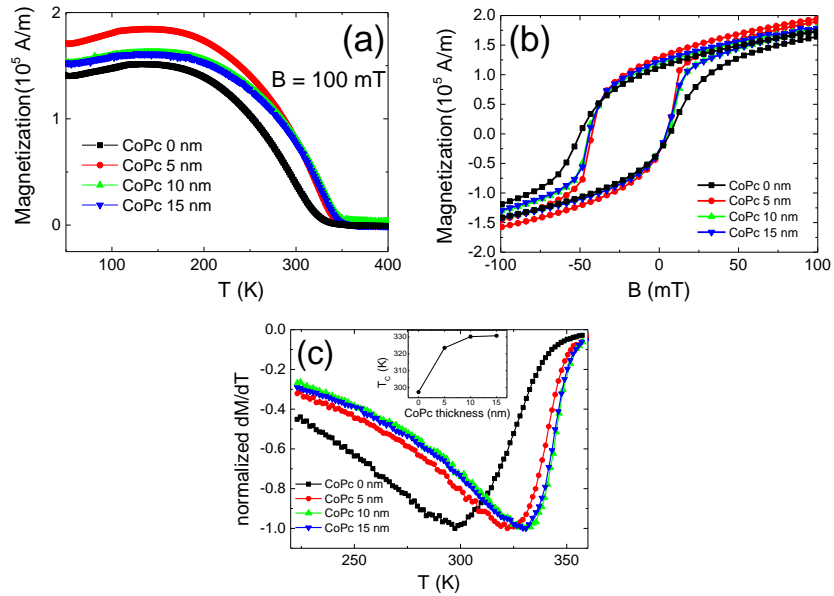 (a)
B = 100 mT
CoPc 0 nm
CoPc 5 nm
CoPc 10 nm
CoPc 15 nm
Magnetization(10⁵ A/m)
2
1
0
100
200
300
400
T (K)
(b)
Magnetization(10⁵ A/m)
2.0
1.5
1.0
0.5
0.0
-0.5
-1.0
-1.5
-2.0
CoPc 0 nm
CoPc 5 nm
CoPc 10 nm
CoPc 15 nm
-100
-50
0
50
100
B (mT)
(c)
normalized dM/dT
0.0
-0.2
-0.4
-0.6
-0.8
-1.0
T_C (K)
330
320
310
300
0
5
10
15
CoPc thickness (nm)
CoPc 0 nm
CoPc 5 nm
CoPc 10 nm
CoPc 15 nm
250
300
350
T (K)